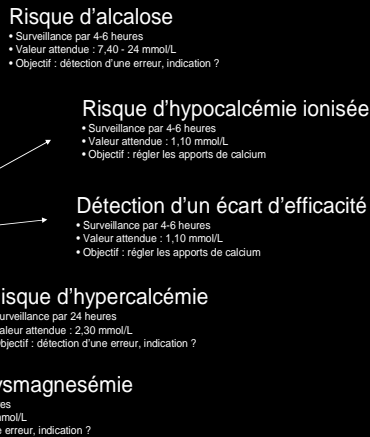 Risque d'alcalose
• Surveillance par 4-6 heures
• Valeur attendue : 7,40 - 24 mmol/L
• Objectif : détection d'une erreur, indication ?
Risque d'hypocalcémie ionisée
• Surveillance par 4-6 heures
• Valeur attendue : 1,10 mmol/L
• Objectif : régler les apports de calcium
Détection d'un écart d'efficacité
• Surveillance par 4-6 heures
• Valeur attendue : 1,10 mmol/L
• Objectif : régler les apports de calcium
isque d'hypercalcémie
urveillance par 24 heures
aleur attendue : 2,30 mmol/L
bjectif : détection d'une erreur, indication ?
ysmagnesémie
res
mol/L
e erreur, indication ?